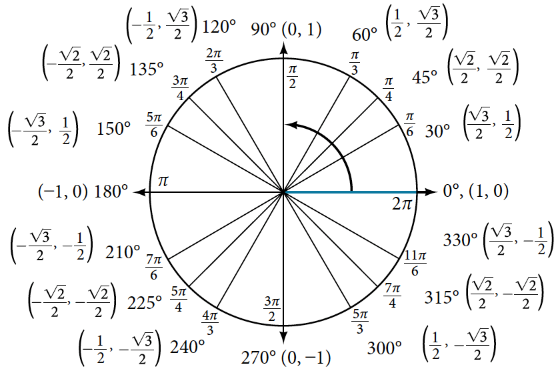 (-1/2, √3/2) 120° 90° (0, 1) 60° (1/2, √3/2)
(-√2/2, √2/2) 135° 2π/3 π/2 π/3 45° (√2/2, √2/2)
3π/4 π/4
(-√3/2, 1/2) 150° 5π/6 π/6 30° (√3/2, 1/2)
(-1, 0) 180° π 2π 0°, (1, 0)
(-√3/2, -1/2) 210° 7π/6 11π/6 330° (√3/2, -1/2)
(-√2/2, -√2/2) 225° 5π/4 7π/4 315° (√2/2, -√2/2)
4π/3 3π/2 5π/3
(-1/2, -√3/2) 240° 270° (0, -1) 300° (1/2, -√3/2)